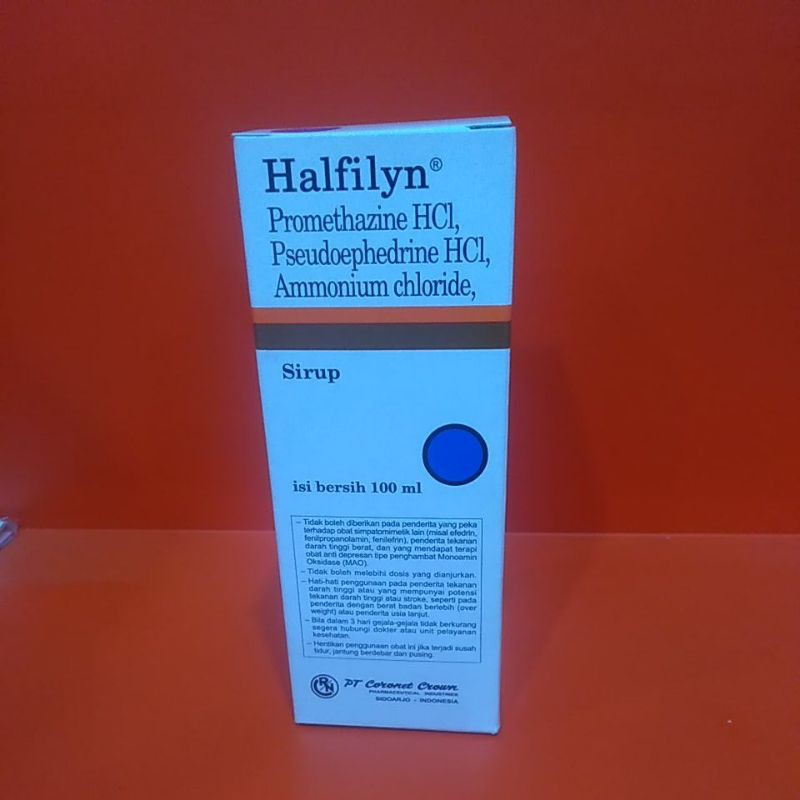 Halfilyn®
Promethazine HCl,
Pseudoephedrine HCl,
Ammonium chloride,
Sirup
isi bersih 100 ml
– Tidak boleh diberikan pada penderita yang peka
terhadap obat simpatomimetik lain (misal efedrin,
fenilpropanolamin, fenilefrin), penderita tekanan
darah tinggi berat, dan yang mendapat terapi
obat anti depresan tipe penghambat Monoamin
Oksidase (MAO).
– Tidak boleh melebihi dosis yang dianjurkan.
– Hati-hati penggunaan pada penderita tekanan
darah tinggi atau yang mempunyai potensi
tekanan darah tinggi atau stroke, seperti pada
penderita dengan berat badan berlebih (over
weight) atau penderita usia lanjut.
– Bila dalam 3 hari gejala-gejala tidak berkurang
segera hubungi dokter atau unit pelayanan
kesehatan.
– Hentikan penggunaan obat ini jika terjadi susah
tidur, jantung berdebar dan pusing.
PT Coronet Crown
PHARMACEUTICAL INDUSTRIES
SIDOARJO - INDONESIA